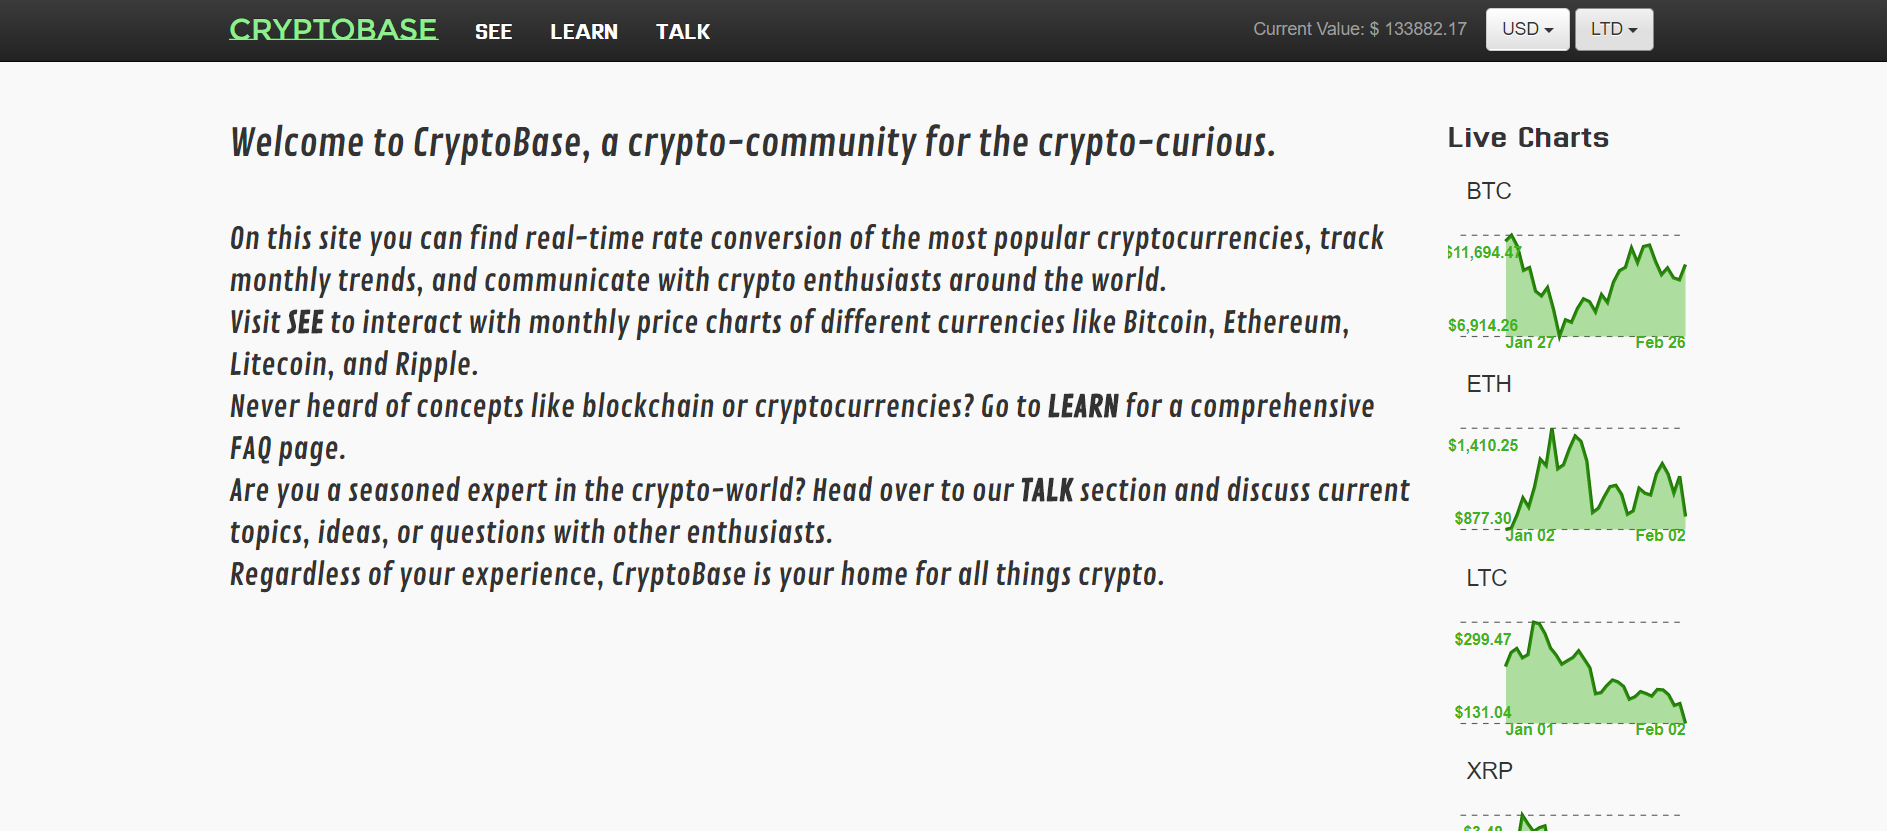 CRYPTOBASE SEE LEARN TALK Current Value: $ 133882.17 USD LTD
Welcome to CryptoBase, a crypto-community for the crypto-curious.
On this site you can find real-time rate conversion of the most popular cryptocurrencies, track
monthly trends, and communicate with crypto enthusiasts around the world.
Visit SEE to interact with monthly price charts of different currencies like Bitcoin, Ethereum,
Litecoin, and Ripple.
Never heard of concepts like blockchain or cryptocurrencies? Go to LEARN for a comprehensive
FAQ page.
Are you a seasoned expert in the crypto-world? Head over to our TALK section and discuss current
topics, ideas, or questions with other enthusiasts.
Regardless of your experience, CryptoBase is your home for all things crypto.
Live Charts
BTC
$11,694.47
$6,914.26
Jan 27 Feb 26
ETH
$1,410.25
$877.30
Jan 02 Feb 02
LTC
$299.47
$131.04
Jan 01 Feb 02
XRP